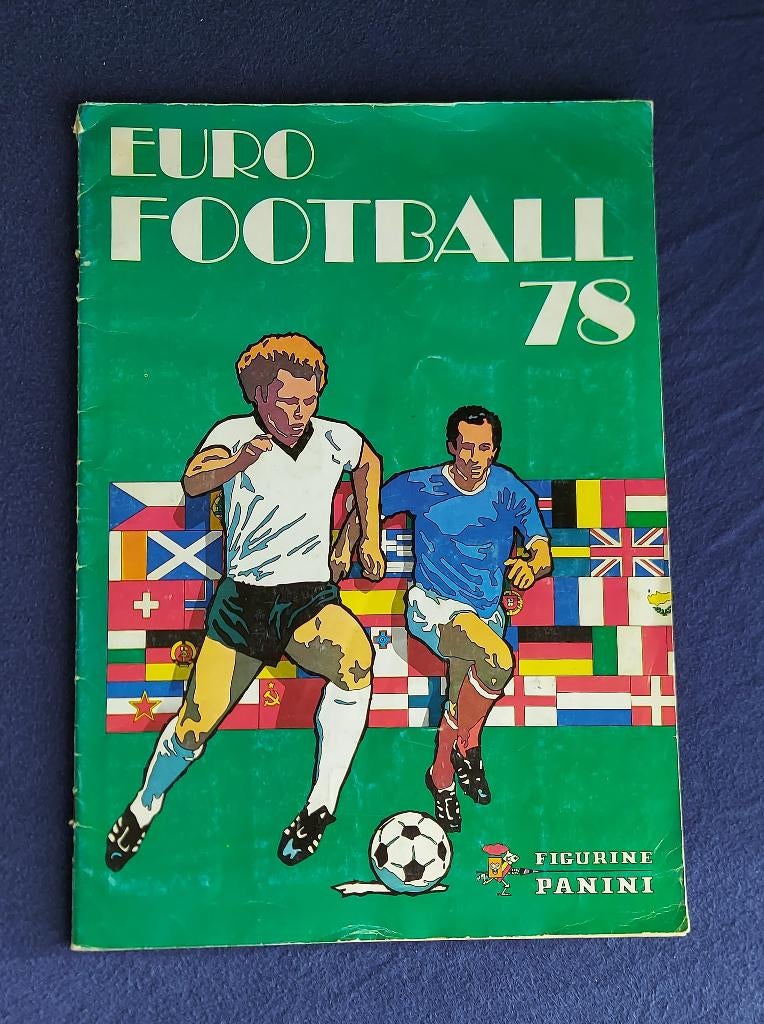 EURO
FOOTBALL
78
FIGURINE
PANINI